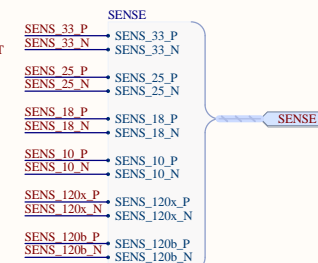 SENSE
SENS_33_P SENS_33_P
SENS_33_N SENS_33_N
T
SENS_25_P SENS_25_P
SENS_25_N SENS_25_N
SENS_18_P SENS_18_P
SENS_18_N SENS_18_N
SENSE
SENS_10_P SENS_10_P
SENS_10_N SENS_10_N
SENS_120x_P SENS_120x_P
SENS_120x_N SENS_120x_N
SENS_120b_P SENS_120b_P
SENS_120b_N SENS_120b_N